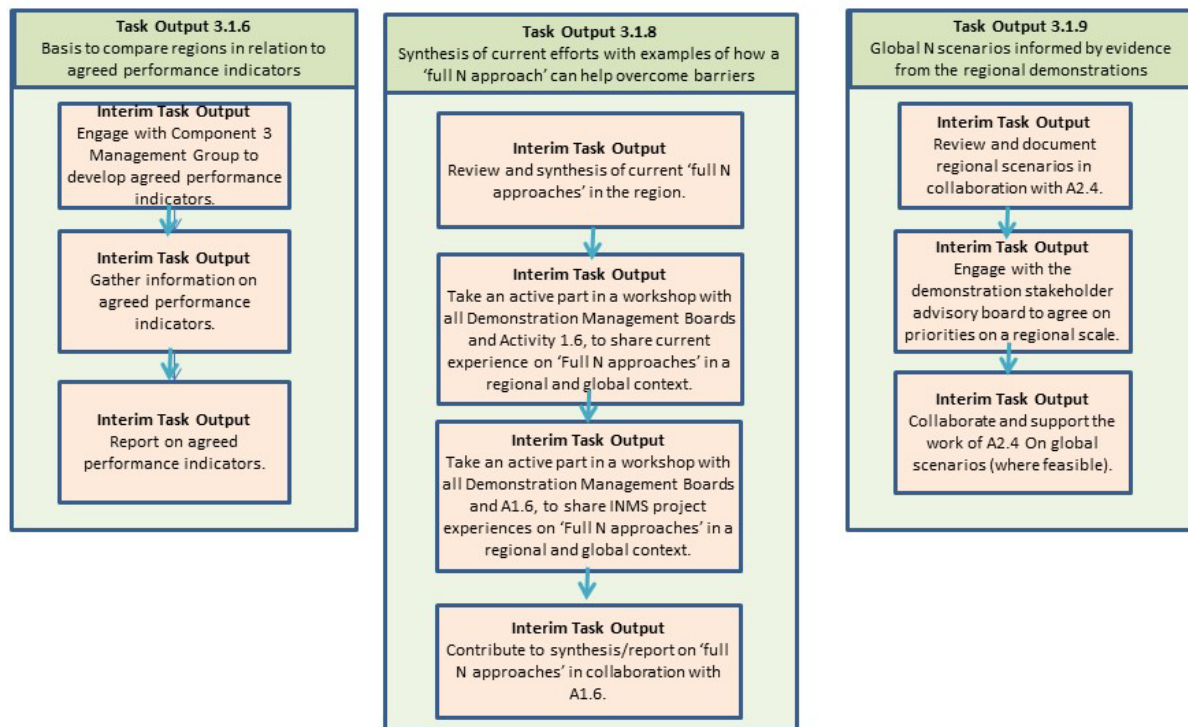 Task Output 3.1.6
Basis to compare regions in relation to
agreed performance indicators
Interim Task Output
Engage with Component 3
Management Group to
develop agreed performance
indicators.
Interim Task Output
Gather information on
agreed performance
indicators.
Interim Task Output
Report on agreed
performance indicators.
Task Output 3.1.8
Synthesis of current efforts with examples of how a
‘full N approach’ can help overcome barriers
Interim Task Output
Review and synthesis of current ‘full N
approaches’ in the region.
Interim Task Output
Take an active part in a workshop with
all Demonstration Management Boards
and Activity 1.6, to share current
experience on ‘Full N approaches’ in a
regional and global context.
Interim Task Output
Take an active part in a workshop with
all Demonstration Management Boards
and A1.6, to share INMS project
experiences on ‘Full N approaches’ in a
regional and global context.
Interim Task Output
Contribute to synthesis/report on ‘full
N approaches’ in collaboration with
A1.6.
Task Output 3.1.9
Global N scenarios informed by evidence
from the regional demonstrations
Interim Task Output
Review and document
regional scenarios in
collaboration with A2.4.
Interim Task Output
Engage with the
demonstration stakeholder
advisory board to agree on
priorities on a regional scale.
Interim Task Output
Collaborate and support the
work of A2.4 On global
scenarios (where feasible).